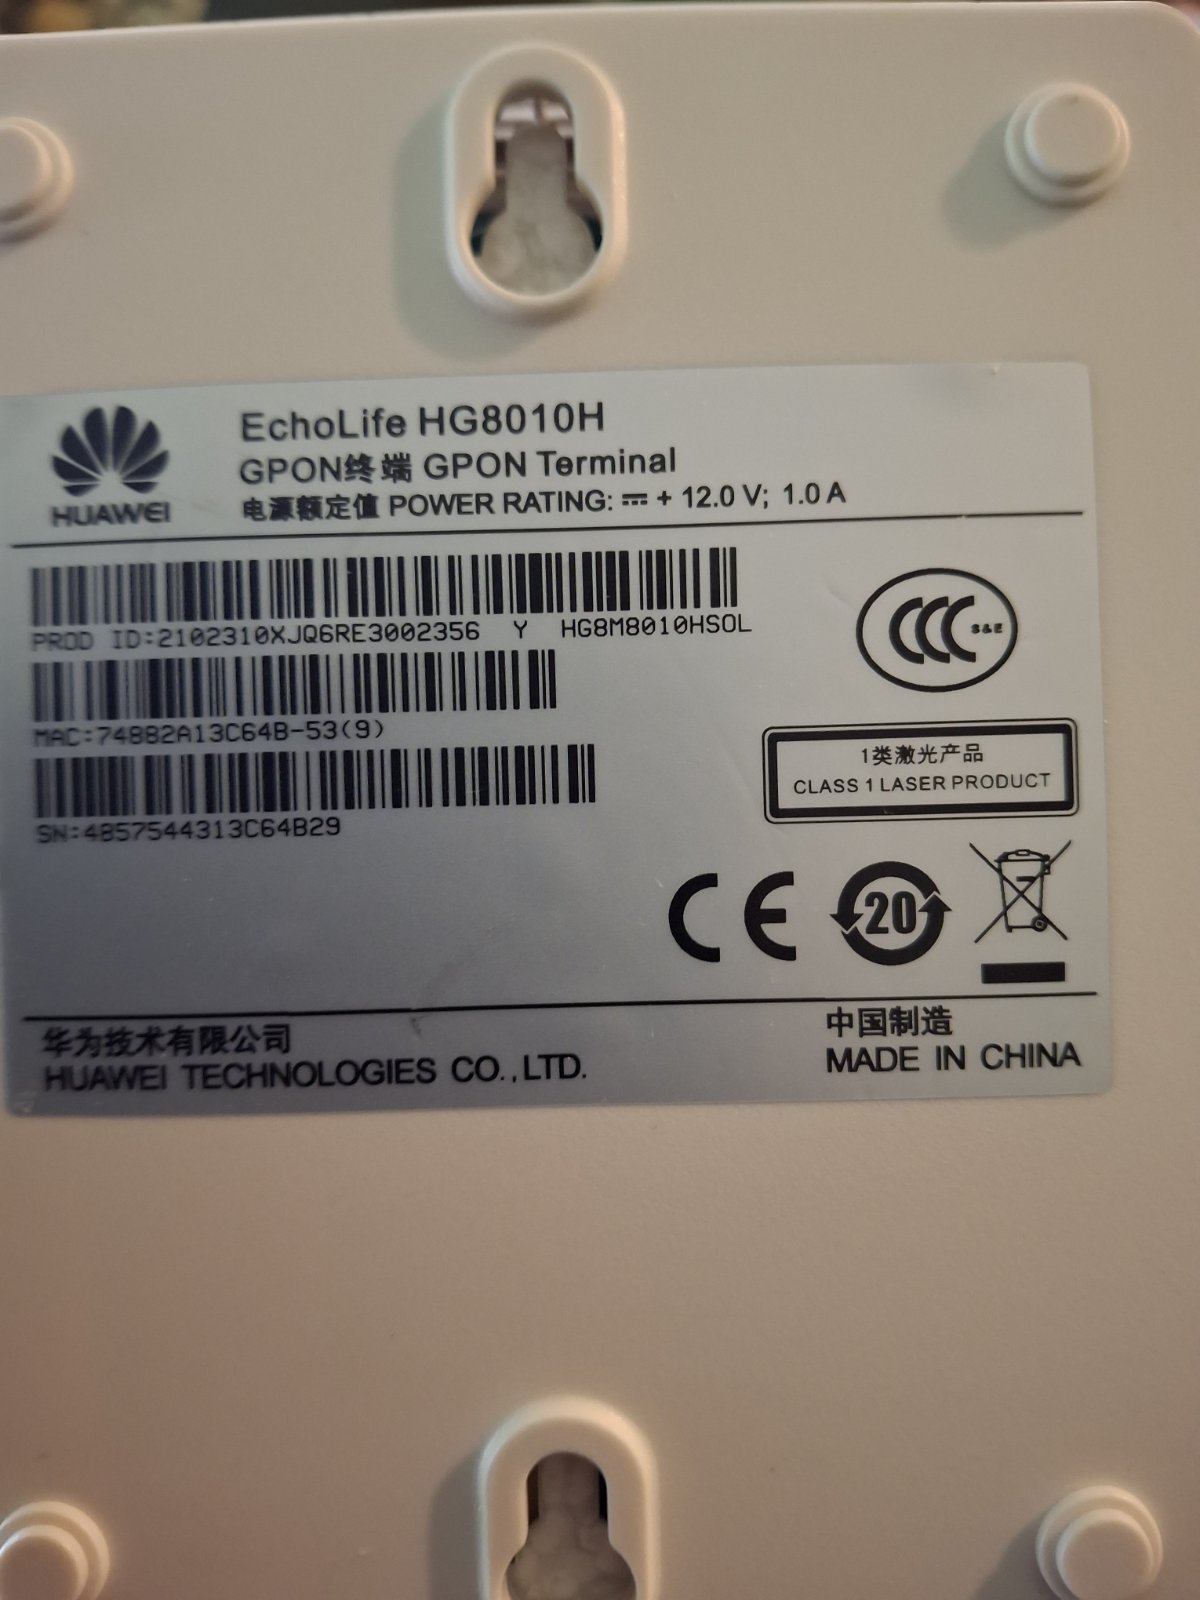 HUAWEI
EchoLife HG8010H
GPON终端 GPON Terminal
电源额定值 POWER RATING: ⎓ + 12.0 V; 1.0 A
PROD ID:2102310XJQ6RE3002356 Y HG8M8010HSOL
MAC:74882A13C64B-53(9)
SN:4857544313C64B29
CCC S&E
1类激光产品
CLASS 1 LASER PRODUCT
CE
20
华为技术有限公司
HUAWEI TECHNOLOGIES CO.,LTD.
中国制造
MADE IN CHINA